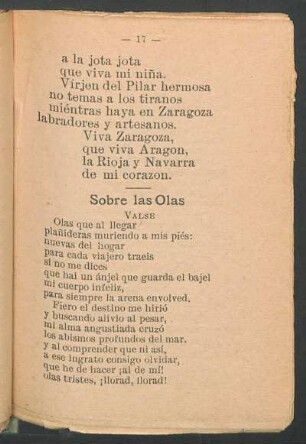 — 17 —
a la jota jota
que viva mi niña.
Vírjen del Pilar hermosa
no temas a los tiranos
miéntras haya en Zaragoza
labradores y artesanos.
Viva Zaragoza,
que viva Aragon,
la Rioja y Navarra
de mi corazon.
Sobre las Olas
VALSE
Olas que al llegar
plañideras muriendo a mis piés:
nuevas del hogar
para cada viajero traeis
si no me dices
que hai un ánjel que guarda el bajel
mi cuerpo infeliz,
para siempre la arena envolved.
Fiero el destino me hirió
y buscando alivio al pesar,
mi alma angustiada cruzó
los abismos profundos del mar.
y al comprender que ni así,
a ese ingrato consigo olvidar,
que he de hacer ¡ai de mí!
olas tristes, ¡llorad, llorad!